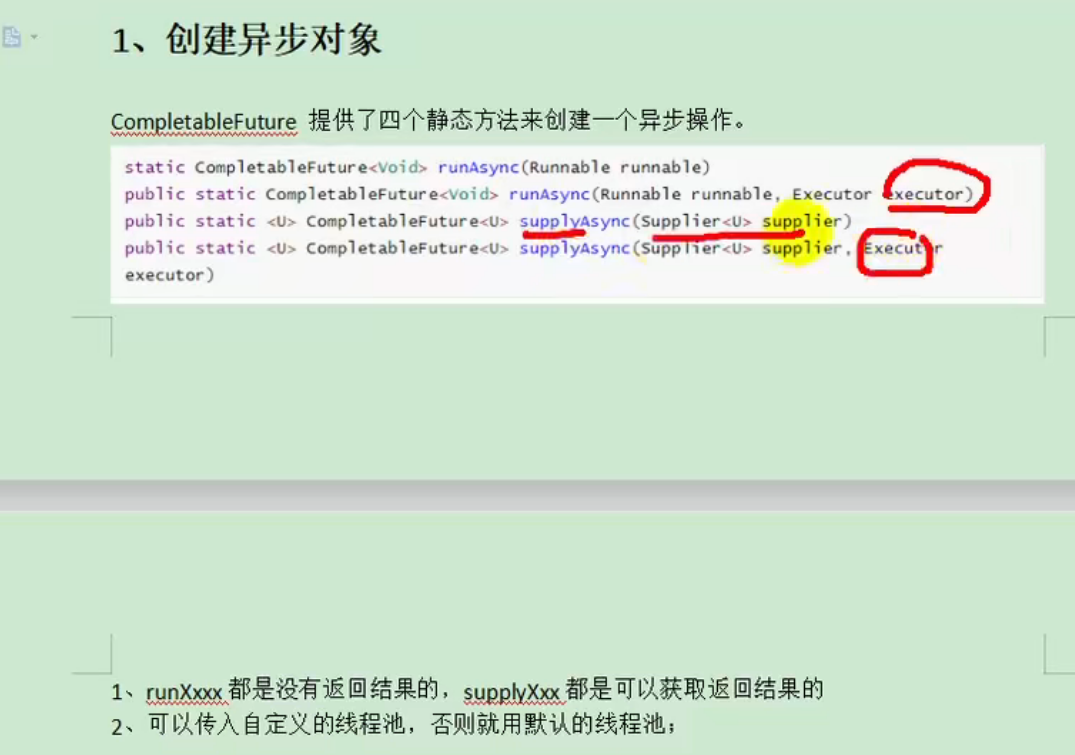 1、创建异步对象
CompletableFuture 提供了四个静态方法来创建一个异步操作。
static CompletableFuture<Void> runAsync(Runnable runnable)
public static CompletableFuture<Void> runAsync(Runnable runnable, Executor executor)
public static <U> CompletableFuture<U> supplyAsync(Supplier<U> supplier)
public static <U> CompletableFuture<U> supplyAsync(Supplier<U> supplier, Executor
executor)
1、runXxxx 都是没有返回结果的，supplyXxx 都是可以获取返回结果的
2、可以传入自定义的线程池，否则就用默认的线程池；